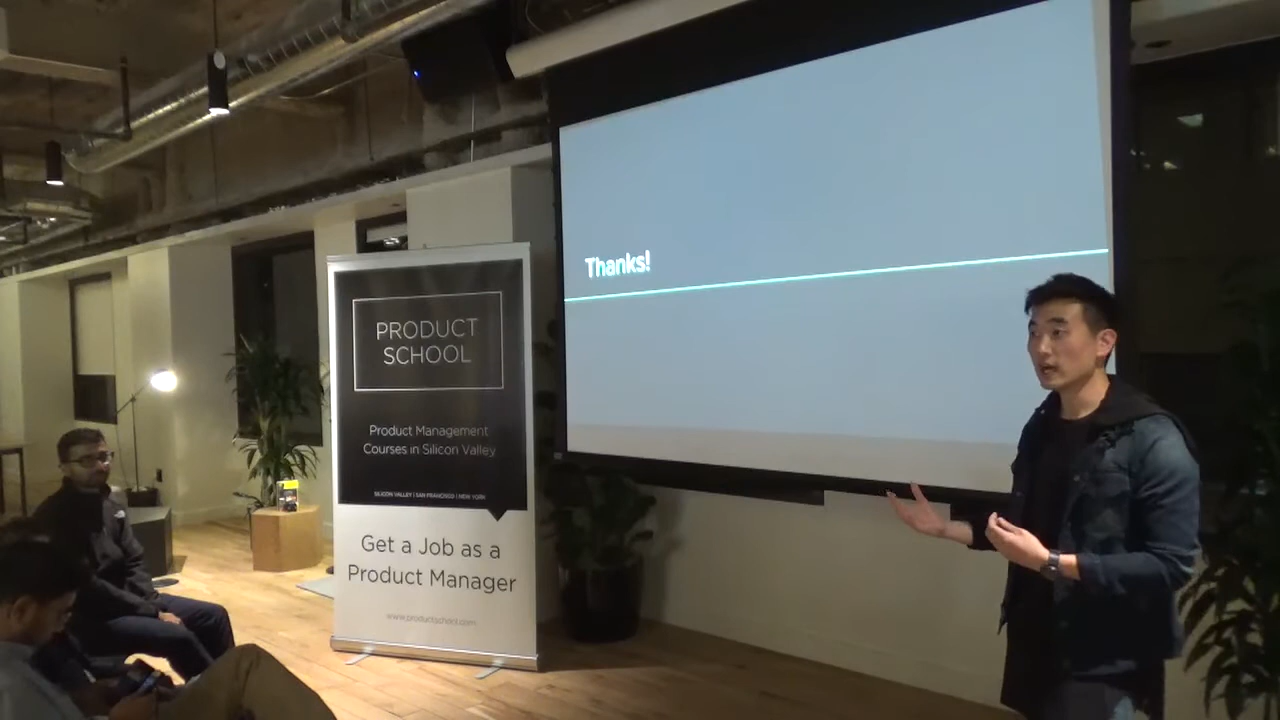 PRODUCT
SCHOOL
Product Management
Courses in Silicon Valley
SILICON VALLEY | SAN FRANCISCO | NEW YORK
Get a Job as a
Product Manager
www.productschool.com
Thanks!